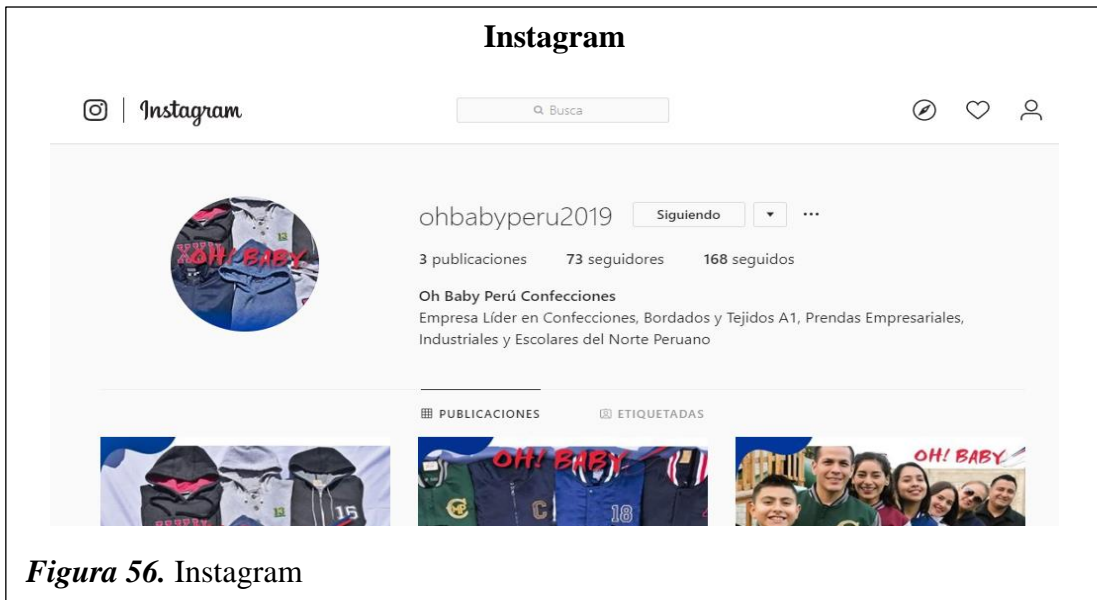 Instagram
Instagram
Busca
OH! BABY
ohbabyperu2019 Siguiendo
3 publicaciones 73 seguidores 168 seguidos
Oh Baby Perú Confecciones
Empresa Líder en Confecciones, Bordados y Tejidos A1, Prendas Empresariales,
Industriales y Escolares del Norte Peruano
PUBLICACIONES ETIQUETADAS
15
OH! BABY
C
18
OH! BABY
Figura 56. Instagram